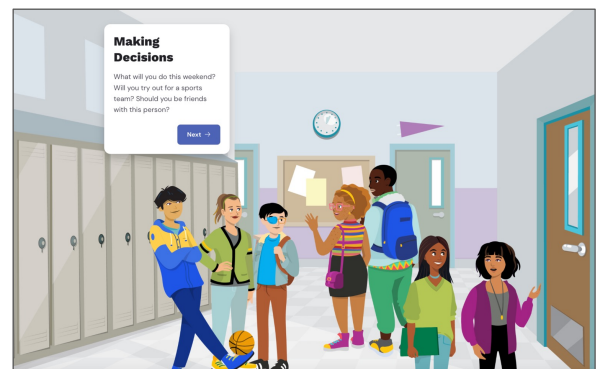 Making
Decisions
What will you do this weekend?
Will you try out for a sports
team? Should you be friends
with this person?
Next →